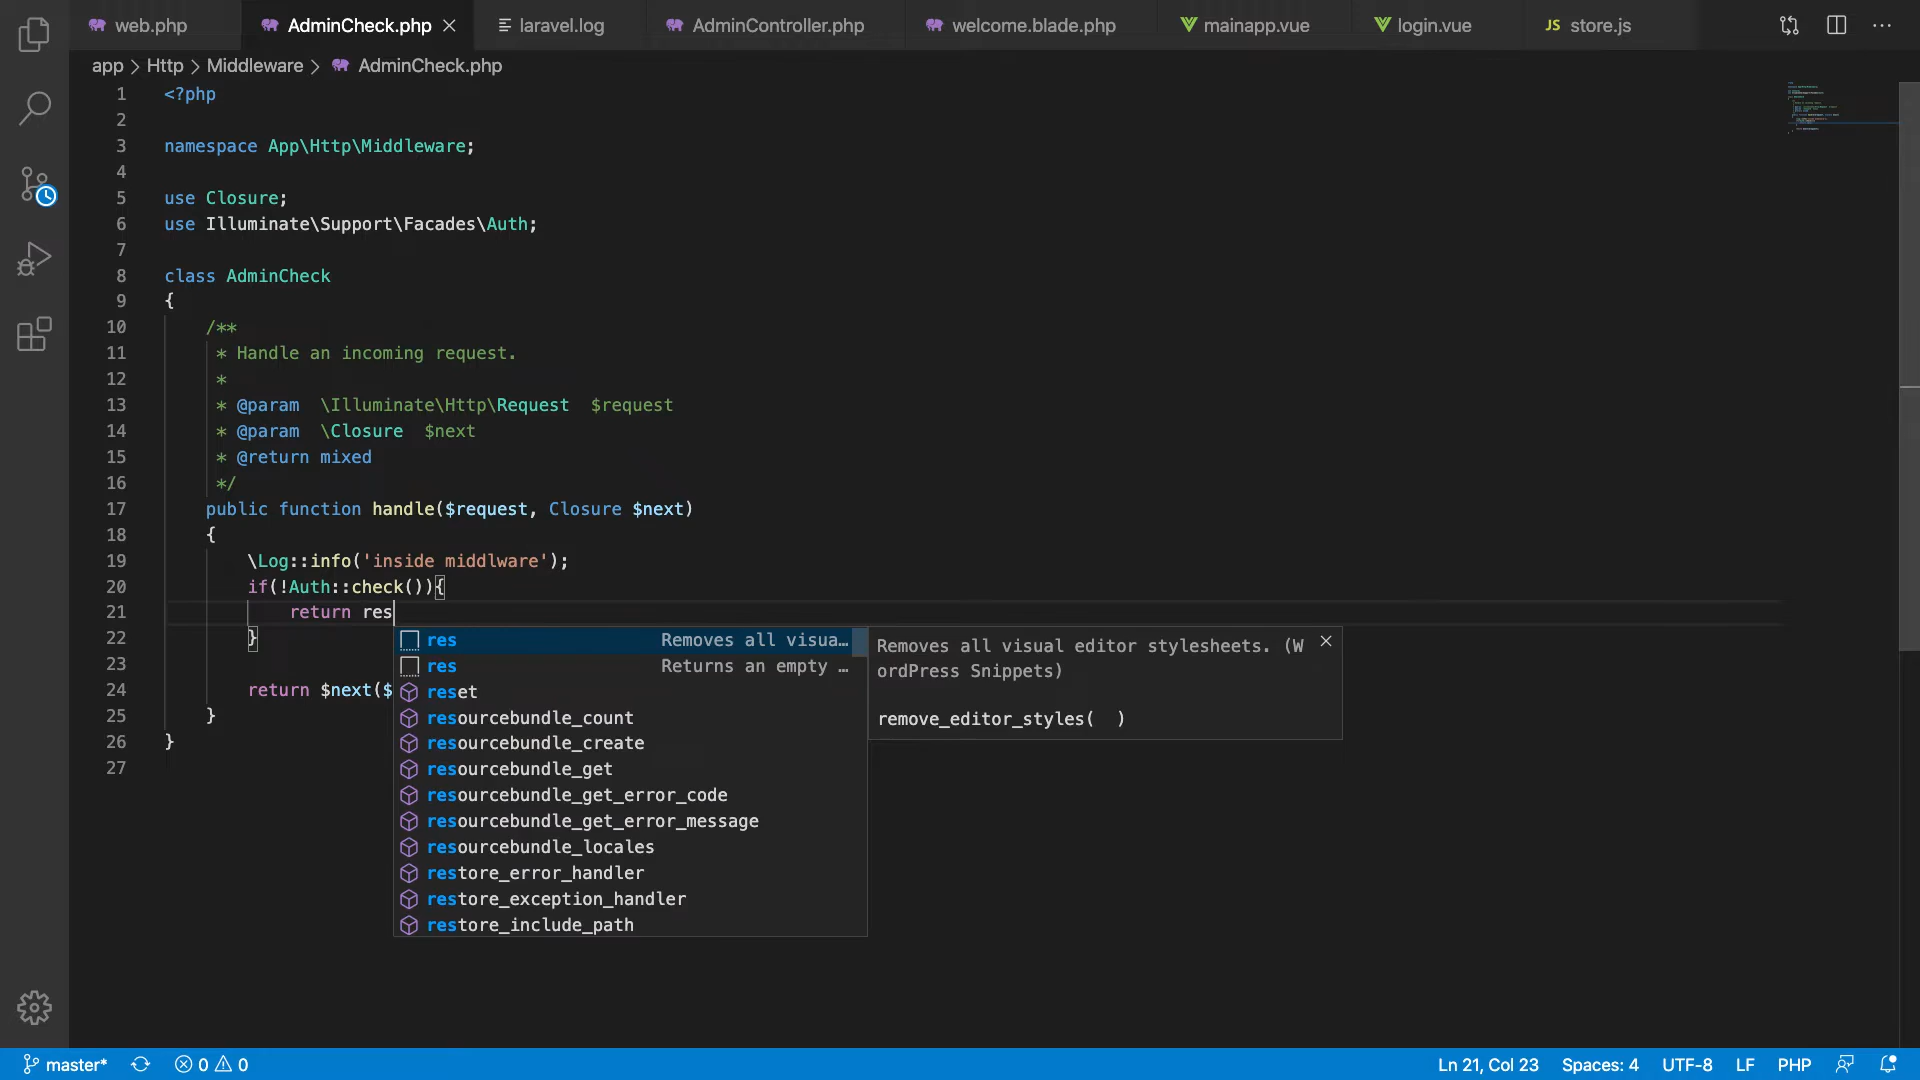 web.php AdminCheck.php laravel.log AdminController.php welcome.blade.php mainapp.vue login.vue JS store.js
app > Http > Middleware > AdminCheck.php
1 <?php
2
3 namespace App\Http\Middleware;
4
5 use Closure;
6 use Illuminate\Support\Facades\Auth;
7
8 class AdminCheck
9 {
10 /**
11 * Handle an incoming request.
12 *
13 * @param  \Illuminate\Http\Request  $request
14 * @param  \Closure  $next
15 * @return mixed
16 */
17 public function handle($request, Closure $next)
18 {
19 \Log::info('inside middlware');
20 if(!Auth::check()){
21 return res
22 }
23
24 return $next($
25 }
26 }
27
res Removes all visua…
res Returns an empty …
reset
resourcebundle_count
resourcebundle_create
resourcebundle_get
resourcebundle_get_error_code
resourcebundle_get_error_message
resourcebundle_locales
restore_error_handler
restore_exception_handler
restore_include_path
Removes all visual editor stylesheets. (W
ordPress Snippets)
remove_editor_styles(  )
master* 0 0 Ln 21, Col 23 Spaces: 4 UTF-8 LF PHP